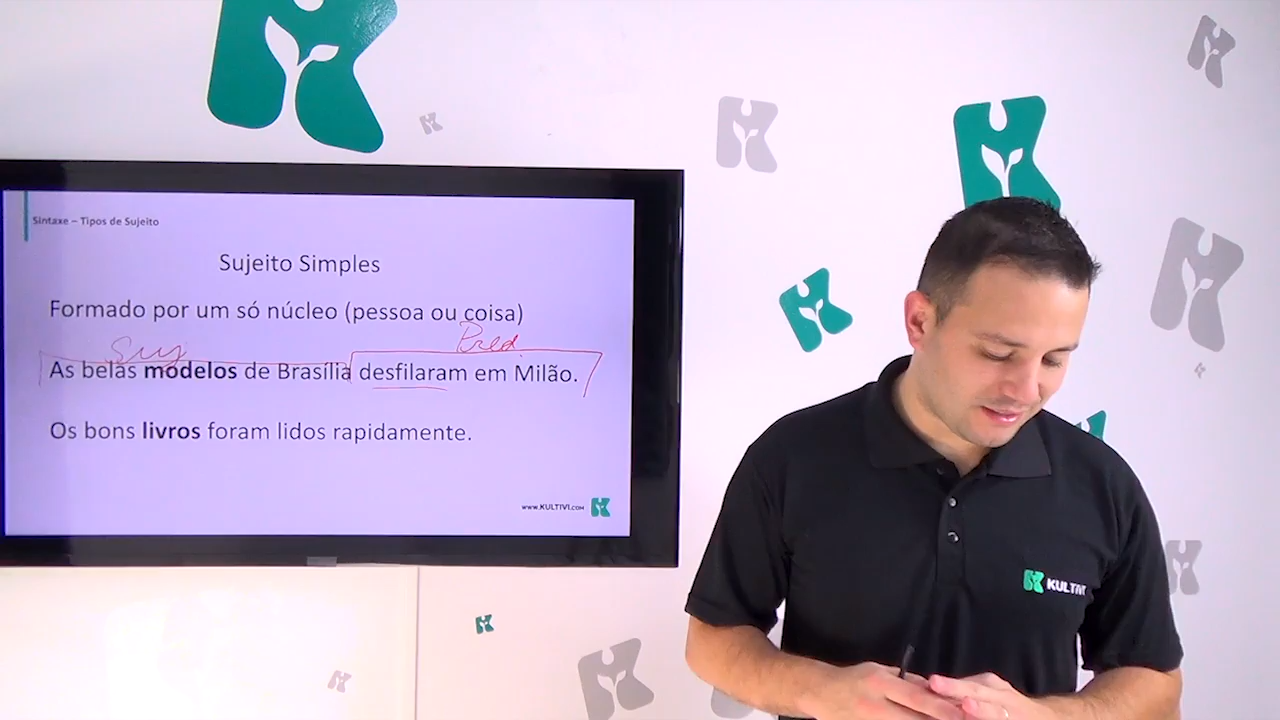 Sintaxe – Tipos de Sujeito
Sujeito Simples
Formado por um só núcleo (pessoa ou coisa)
Suj Pred
As belas modelos de Brasília desfilaram em Milão.
Os bons livros foram lidos rapidamente.
www.KULTIVI.com
KULTIVI